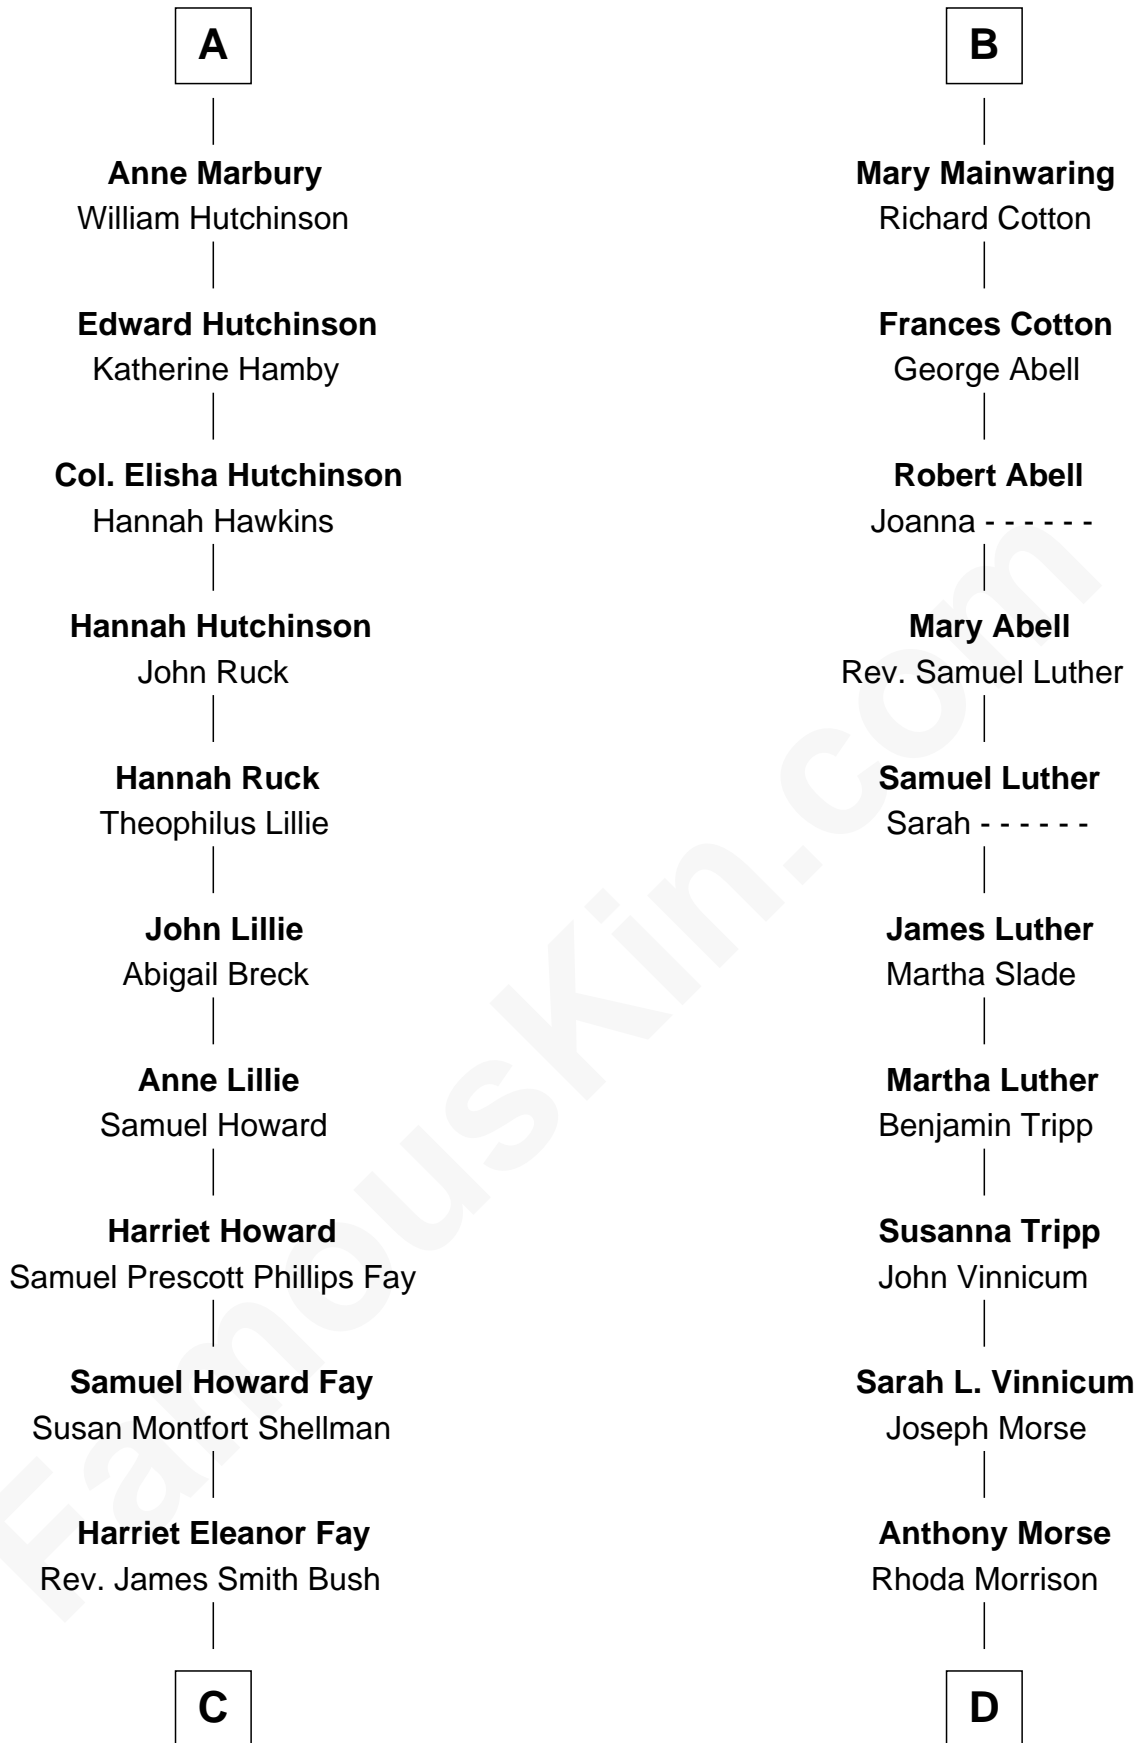 A
Anne Marbury
William Hutchinson
Edward Hutchinson
Katherine Hamby
Col. Elisha Hutchinson
Hannah Hawkins
Hannah Hutchinson
John Ruck
Hannah Ruck
Theophilus Lillie
John Lillie
Abigail Breck
Anne Lillie
Samuel Howard
Harriet Howard
Samuel Prescott Phillips Fay
Samuel Howard Fay
Susan Montfort Shellman
Harriet Eleanor Fay
Rev. James Smith Bush
C
B
Mary Mainwaring
Richard Cotton
Frances Cotton
George Abell
Robert Abell
Joanna - - - - - -
Mary Abell
Rev. Samuel Luther
Samuel Luther
Sarah - - - - - -
James Luther
Martha Slade
Martha Luther
Benjamin Tripp
Susanna Tripp
John Vinnicum
Sarah L. Vinnicum
Joseph Morse
Anthony Morse
Rhoda Morrison
D
FamousKin.com